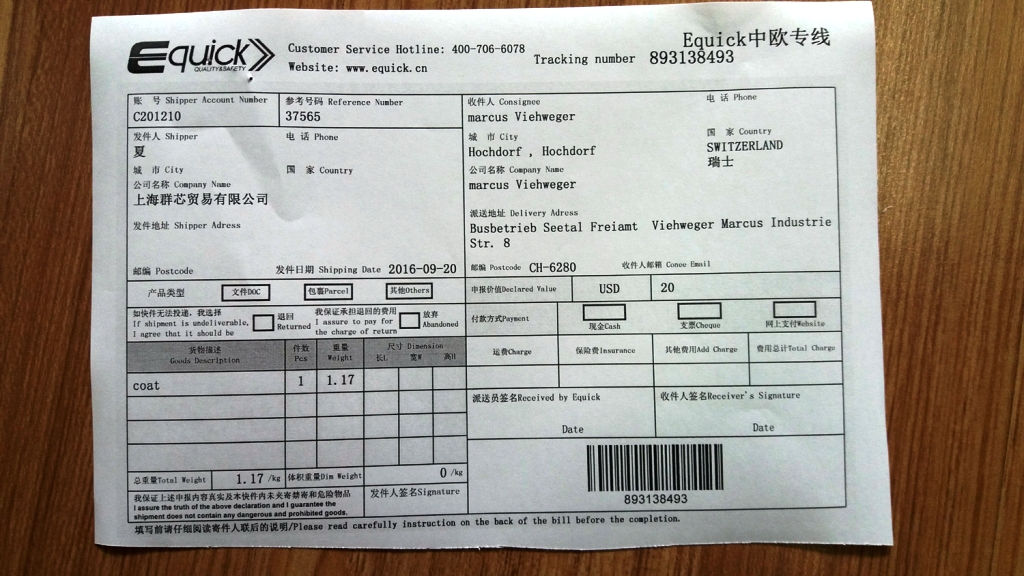 Equick
QUALITY&SAFETY
Customer Service Hotline: 400-706-6078
Website: www.equick.cn
Equick中欧专线
Tracking number 893138493
账 号 Shipper Account Number
C201210
参考号码 Reference Number
37565
发件人 Shipper
夏
电 话 Phone
城 市 City
国 家 Country
公司名称 Company Name
上海群芯贸易有限公司
发件地址 Shipper Adress
邮编 Postcode
发件日期 Shipping Date 2016-09-20
收件人 Consignee
marcus Viehweger
电 话 Phone
城 市 City
Hochdorf , Hochdorf
国 家 Country
SWITZERLAND
瑞士
公司名称 Company Name
marcus Viehweger
派送地址 Delivery Adress
Busbetrieb Seetal Freiamt Viehweger Marcus Industrie
Str. 8
邮编 Postcode CH-6280
收件人邮箱 Conee Email
产品类型 文件DOC 包裹Parcel 其他Others
申报价值Declared Value USD 20
如快件无法投递，我选择
If shipment is undeliverable,
I agree that it should be
退回
Returned
我保证承担退回的费用
I assure to pay for
the charge of return
放弃
Abandoned
付款方式Payment
现金Cash 支票Cheque 网上支付Website
货物描述
Goods Description
件数
Pcs
重量
Weight
尺寸 Dimension
长L 宽W 高H
运费Charge 保险费Insurance 其他费用Add Charge 费用总计Total Charge
coat 1 1.17
派送员签名Received by Equick
Date
收件人签名Receiver's Signature
Date
总重量Total Weight 1.17 /kg 体积重量Dim Weight 0 /kg
我保证上述申报内容真实及本快件内未夹寄禁寄和危险物品
I assure the truth of the above declaration and I guarantee the
shipment does not contain any dangerous and prohibited goods.
发件人签名Signature
893138493
填写前请仔细阅读寄件人联后的说明/Please read carefully instruction on the back of the bill before the completion.